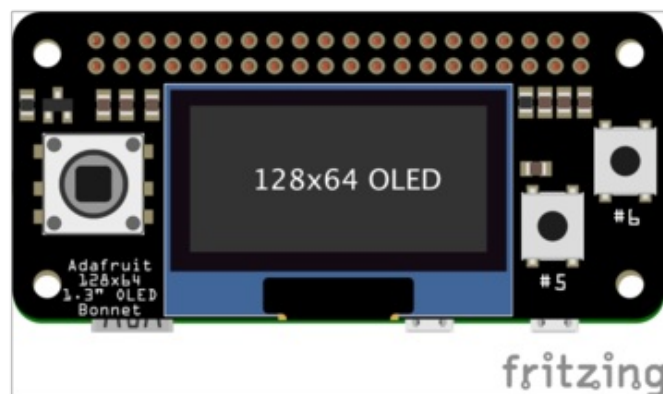 128x64 OLED
#6
#5
Adafruit
128x64
1.3" OLED
Bonnet
fritzing